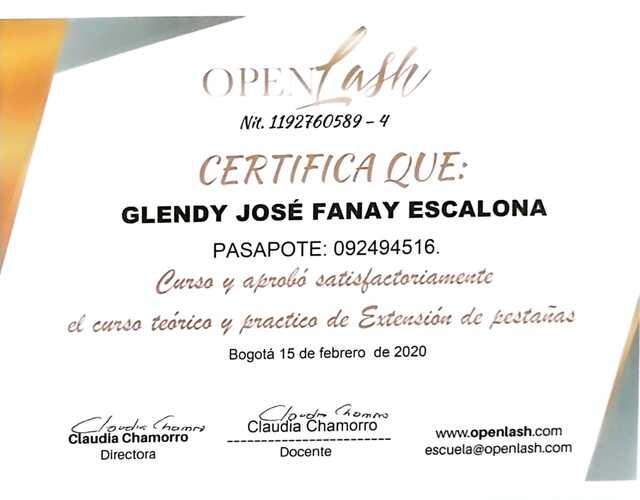 OPEN Lash
Nit. 1192760589 - 4
CERTIFICA QUE:
GLENDY JOSÉ FANAY ESCALONA
PASAPOTE: 092494516.
Curso y aprobó satisfactoriamente
el curso teórico y practico de Extensión de pestañas
Bogotá 15 de febrero de 2020
Claudia Chamorro
Claudia Chamorro
Directora
Claudia Chamorro
Claudia Chamorro
Docente
www.openlash.com
escuela@openlash.com